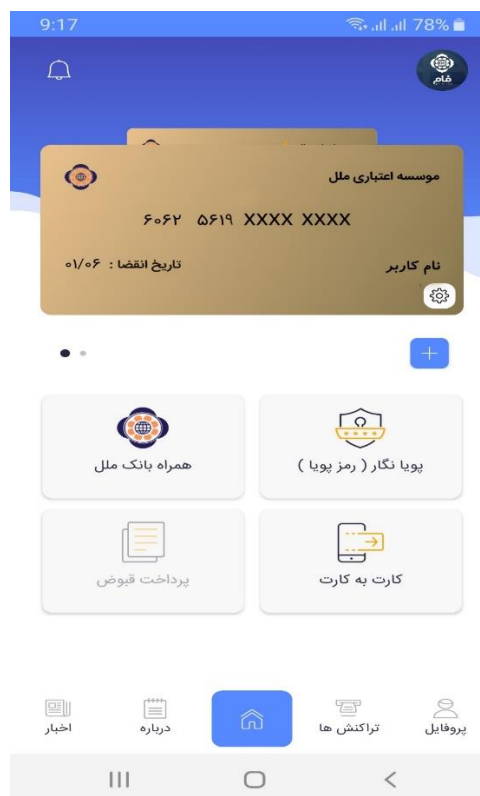 9:17 78%
فام
موسسه اعتباری ملل
۶۰۶۲ ۵۶۱۹ XXXX XXXX
نام کاربر
تاریخ انقضا : ۰۱/۰۶
پویا نگار ( رمز پویا )
همراه بانک ملل
کارت به کارت
پرداخت قبوض
پروفایل
تراکنش ها
درباره
اخبار